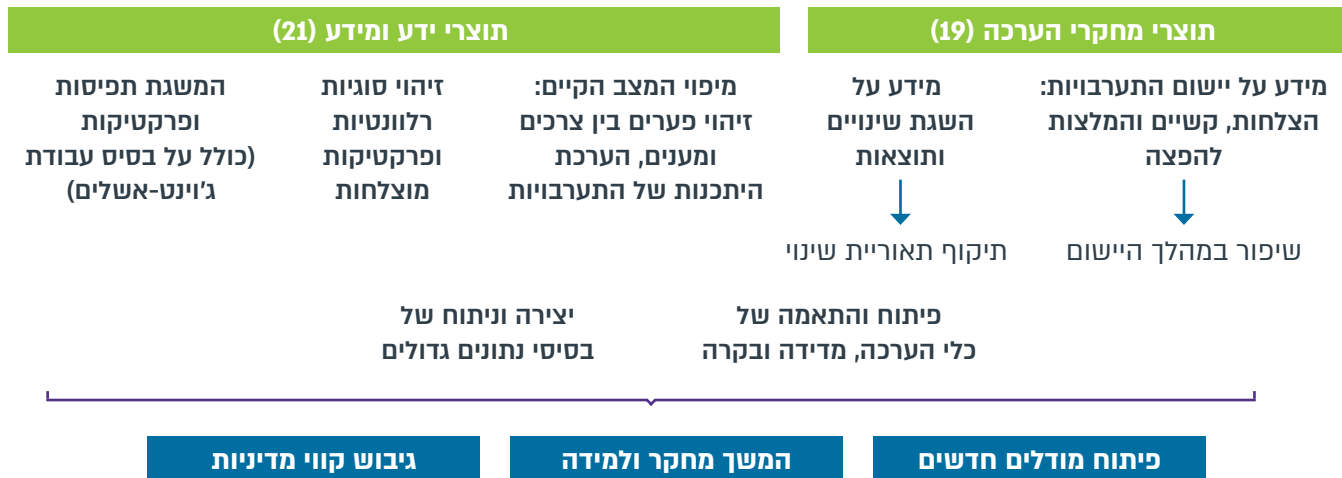 תוצרי מחקרי הערכה (19)
מידע על יישום התערבויות:
הצלחות, קשיים והמלצות
להפצה
שיפור במהלך היישום
מידע על
השגת שינויים
ותוצאות
תיקוף תאוריית שינוי
תוצרי ידע ומידע (21)
מיפוי המצב הקיים:
זיהוי פערים בין צרכים
ומענים, הערכת
היתכנות של התערבויות
זיהוי סוגיות
רלוונטיות
ופרקטיקות
מוצלחות
המשגת תפיסות
ופרקטיקות
(כולל על בסיס עבודת
ג'וינט-אשלים)
פיתוח והתאמה של
כלי הערכה, מדידה ובקרה
יצירה וניתוח של
בסיסי נתונים גדולים
פיתוח מודלים חדשים
המשך מחקר ולמידה
גיבוש קווי מדיניות